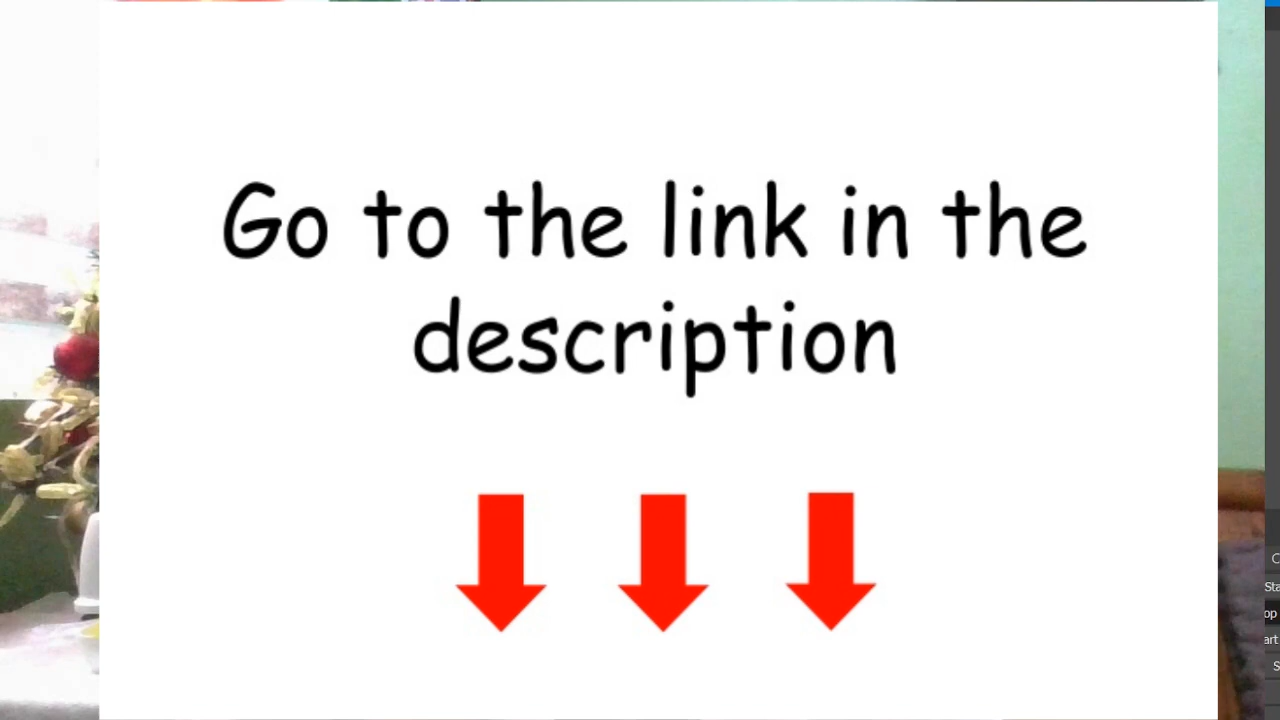 Go to the link in the
description